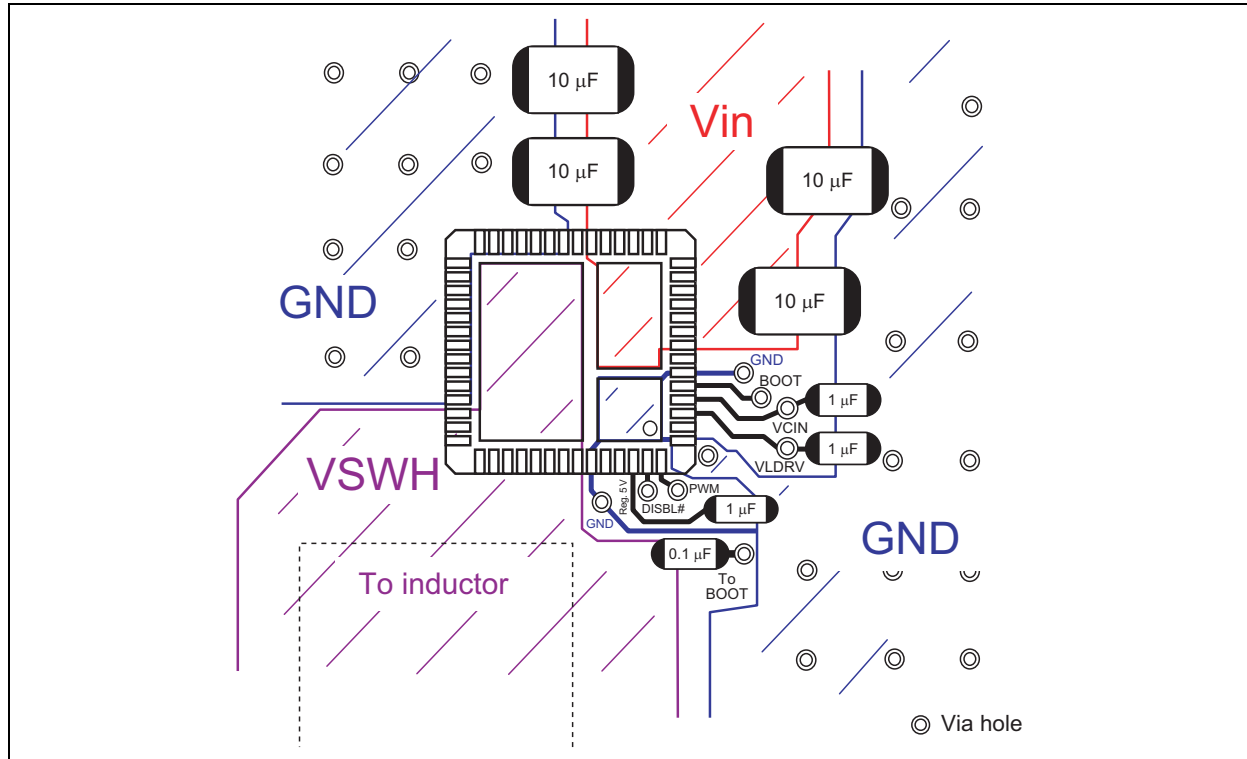 10 μF
Vin
10 μF
10 μF
GND
10 μF
GND
BOOT
1 μF
VCIN
1 μF
VLDRV
VSWH
Reg. 5 V
PWM
DISBL#
1 μF
GND
GND
0.1 μF
To inductor
To
BOOT
Via hole